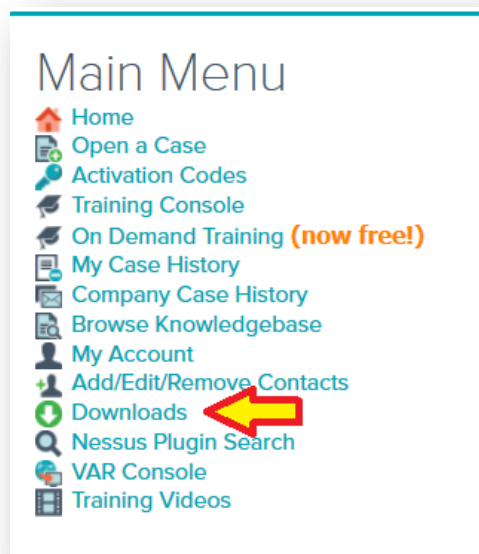 Main Menu
Home
Open a Case
Activation Codes
Training Console
On Demand Training (now free!)
My Case History
Company Case History
Browse Knowledgebase
My Account
Add/Edit/Remove Contacts
Downloads
Nessus Plugin Search
VAR Console
Training Videos